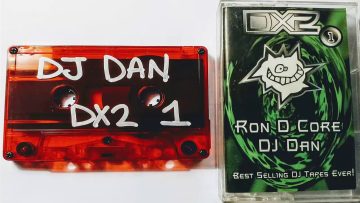 DJ DAN
DX2 1
DX2
1
RON D CORE
DJ DAN
BEST SELLING DJ TAPES EVER!